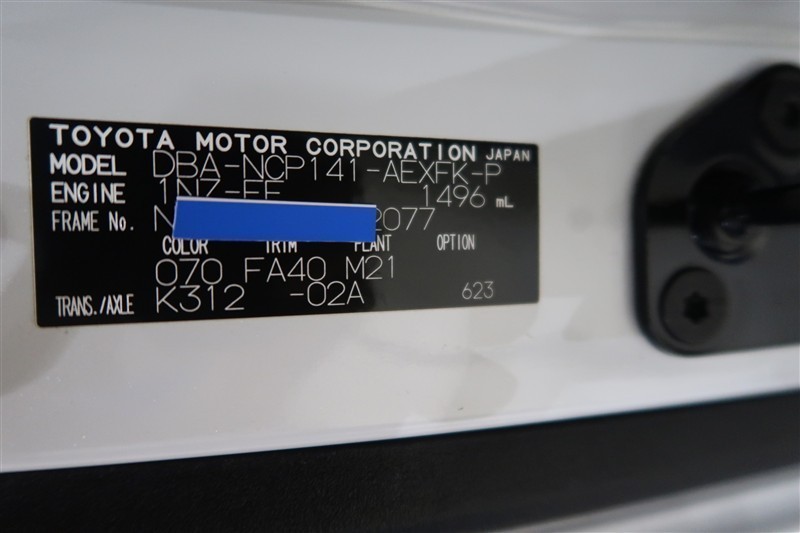 TOYOTA MOTOR CORPORATION JAPAN
MODEL DBA-NCP141-AEXFK-P
ENGINE 1NZ-FE 1496 mL
FRAME No. N 2077
COLOR TRIM PLANT OPTION
070 FA40 M21
TRANS./AXLE K312 -02A 623